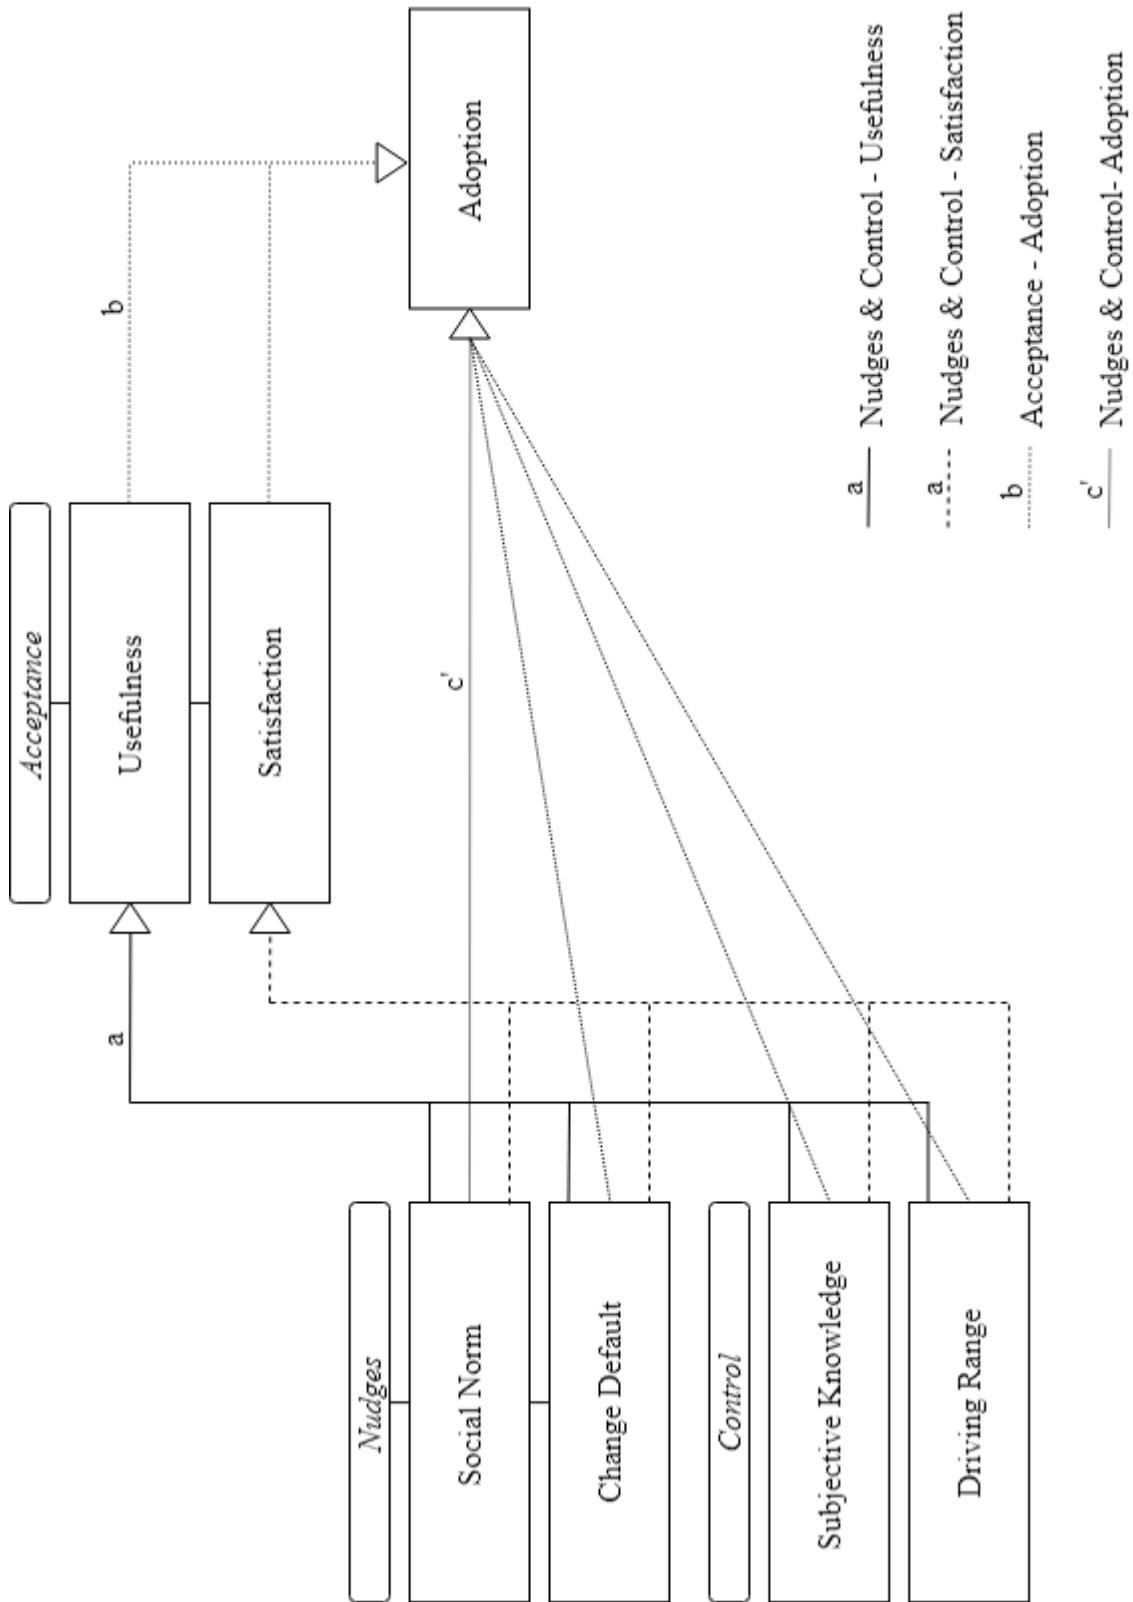 Acceptance
Usefulness
Satisfaction
a
b
Nudges
Social Norm
Change Default
c'
Adoption
Control
Subjective Knowledge
Driving Range
a Nudges & Control - Usefulness
a Nudges & Control - Satisfaction
b Acceptance - Adoption
c' Nudges & Control- Adoption